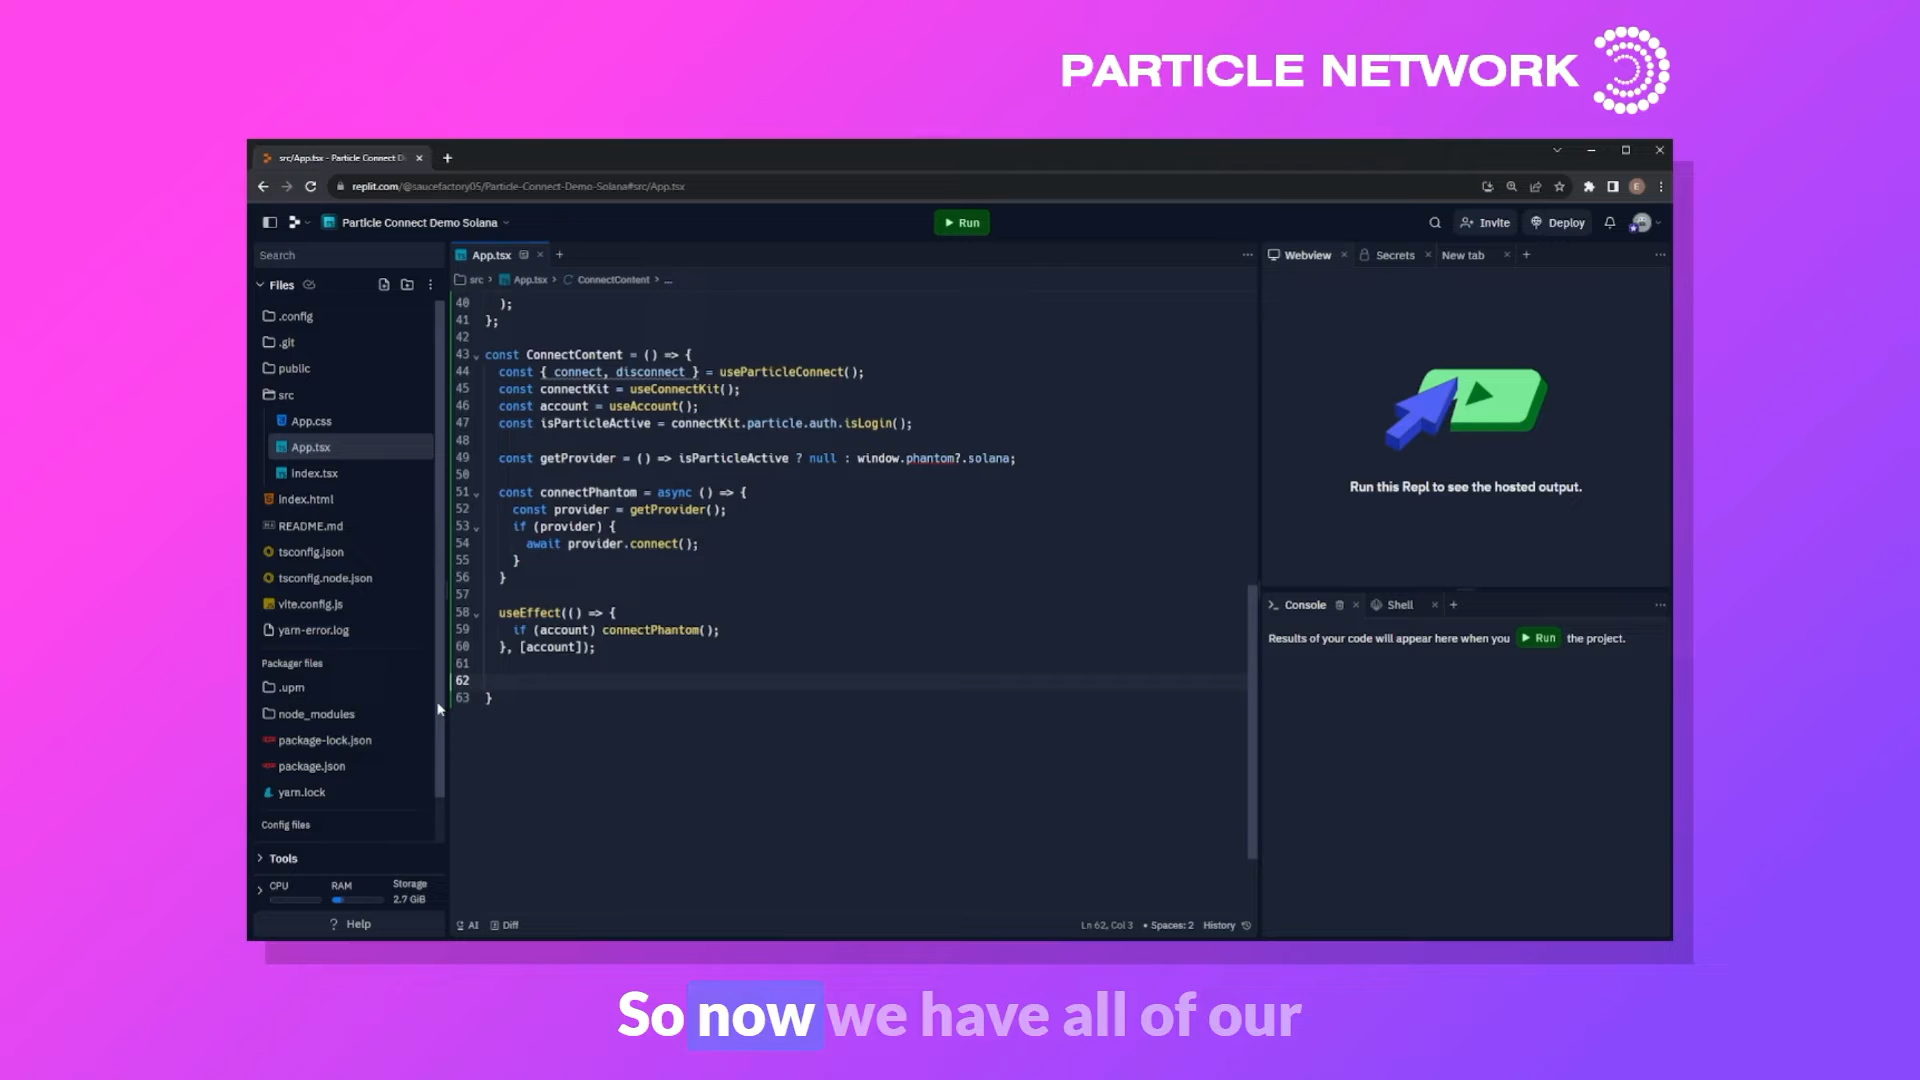 PARTICLE NETWORK
src/App.tsx - Particle Connect D
replit.com/@saucefactory05/Particle-Connect-Demo-Solana#src/App.tsx
E
Particle Connect Demo Solana
Run
Invite
Deploy
Search
Files
.config
.git
public
src
App.css
App.tsx
index.tsx
index.html
README.md
tsconfig.json
tsconfig.node.json
vite.config.js
yarn-error.log
Packager files
.upm
node_modules
package-lock.json
package.json
yarn.lock
Config files
Tools
CPU RAM Storage
2.7 GiB
? Help
App.tsx
src > App.tsx > ConnectContent > ...
40 );
41 };
42
43 const ConnectContent = () => {
44 const { connect, disconnect } = useParticleConnect();
45 const connectKit = useConnectKit();
46 const account = useAccount();
47 const isParticleActive = connectKit.particle.auth.isLogin();
48
49 const getProvider = () => isParticleActive ? null : window.phantom?.solana;
50
51 const connectPhantom = async () => {
52 const provider = getProvider();
53 if (provider) {
54 await provider.connect();
55 }
56 }
57
58 useEffect(() => {
59 if (account) connectPhantom();
60 }, [account]);
61
62
63 }
AI Diff
Ln 62, Col 3 • Spaces: 2 History
Webview Secrets New tab
Run this Repl to see the hosted output.
Console Shell
Results of your code will appear here when you Run the project.
So now we have all of our